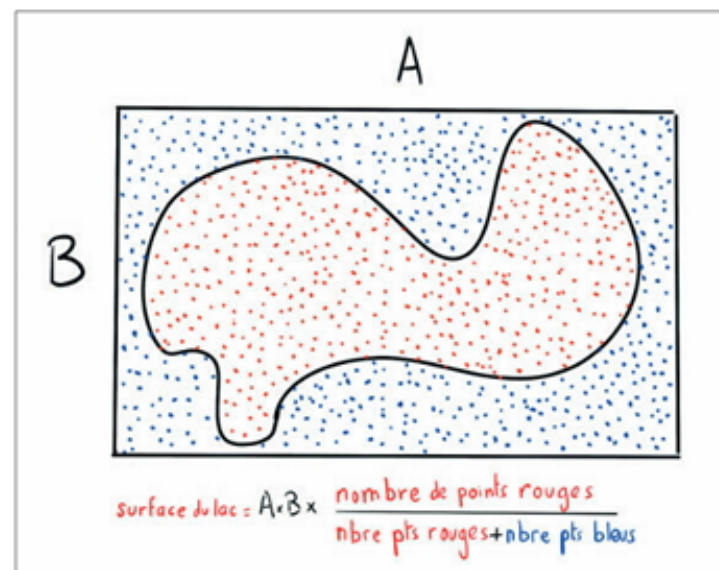 A
B
surface du lac = A×B× nombre de points rouges
nbre pts rouges + nbre pts bleus